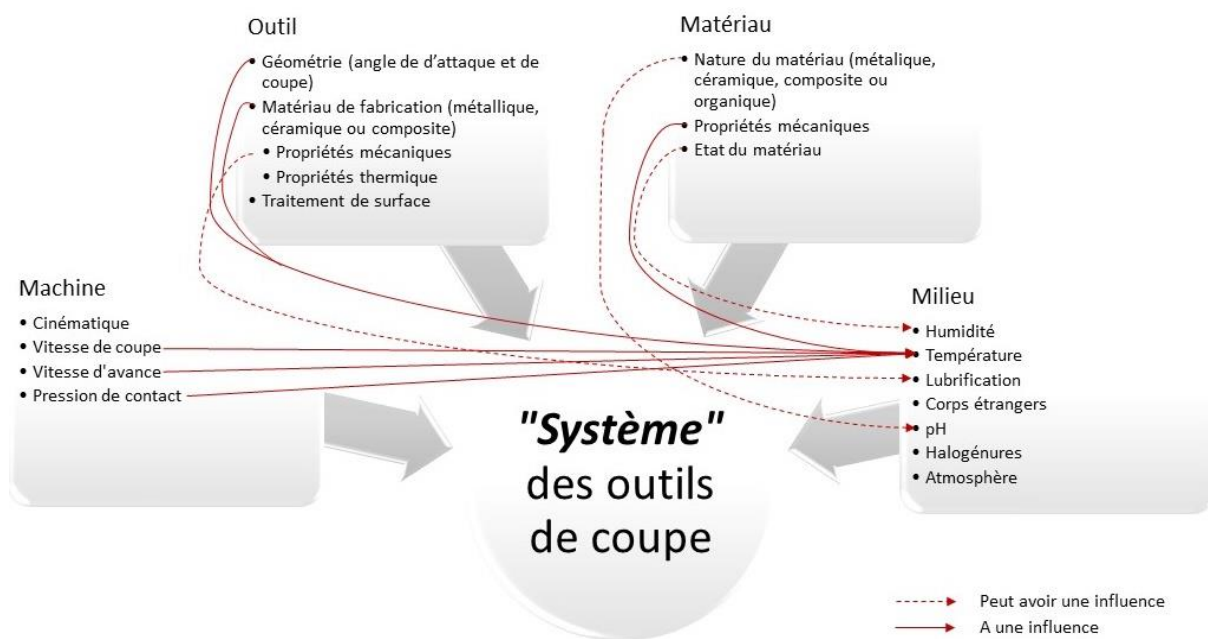 Outil
• Géométrie (angle de d'attaque et de
coupe)
• Matériau de fabrication (métallique,
céramique ou composite)
• Propriétés mécaniques
• Propriétés thermique
• Traitement de surface
Matériau
• Nature du matériau (métalique,
céramique, composite ou
organique)
• Propriétés mécaniques
• Etat du matériau
Machine
• Cinématique
• Vitesse de coupe
• Vitesse d'avance
• Pression de contact
Milieu
• Humidité
• Température
• Lubrification
• Corps étrangers
• pH
• Halogénures
• Atmosphère
"Système"
des outils
de coupe
Peut avoir une influence
A une influence